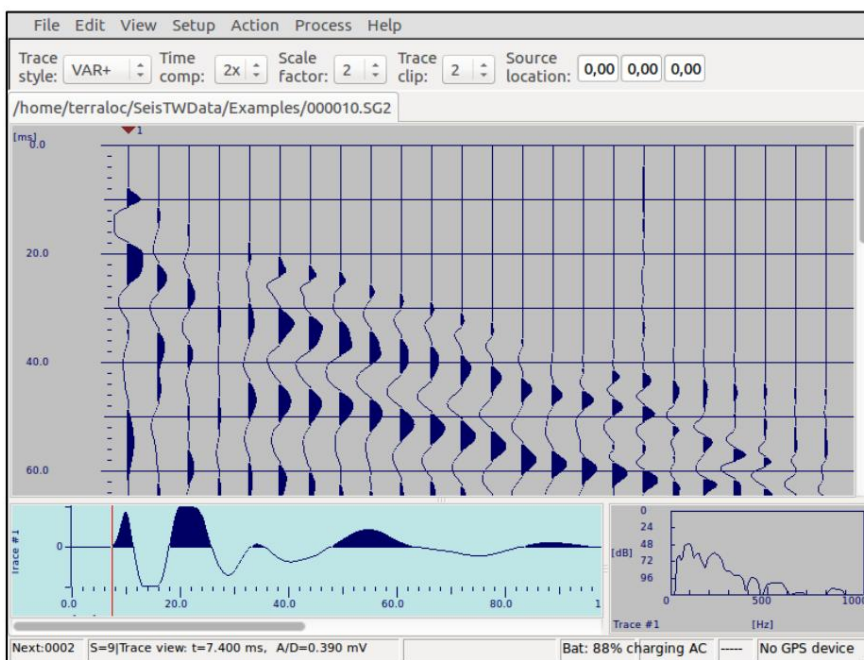 File Edit View Setup Action Process Help
Trace style: VAR+ Time comp: 2x Scale factor: 2 Trace clip: 2 Source location: 0,00 0,00 0,00
/home/terraloc/SeisTWData/Examples/000010.SG2
1
[ms]
0.0
20.0
40.0
60.0
Trace #1
0
0.0 20.0 40.0 60.0 80.0 1
0
24
48
[dB] 72
96
0 500 1000
Trace #1 [Hz]
Next:0002 S=9|Trace view: t=7.400 ms, A/D=0.390 mV Bat: 88% charging AC ----- No GPS device